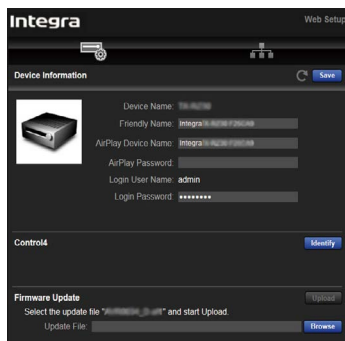 Integra
Web Setup
Device Information
Save
Device Name:
Friendly Name: Integra
AirPlay Device Name: Integra
AirPlay Password:
Login User Name: admin
Login Password: ••••••••
Control4
Identify
Firmware Update
Upload
Select the update file " " and start Upload.
Update File:
Browse